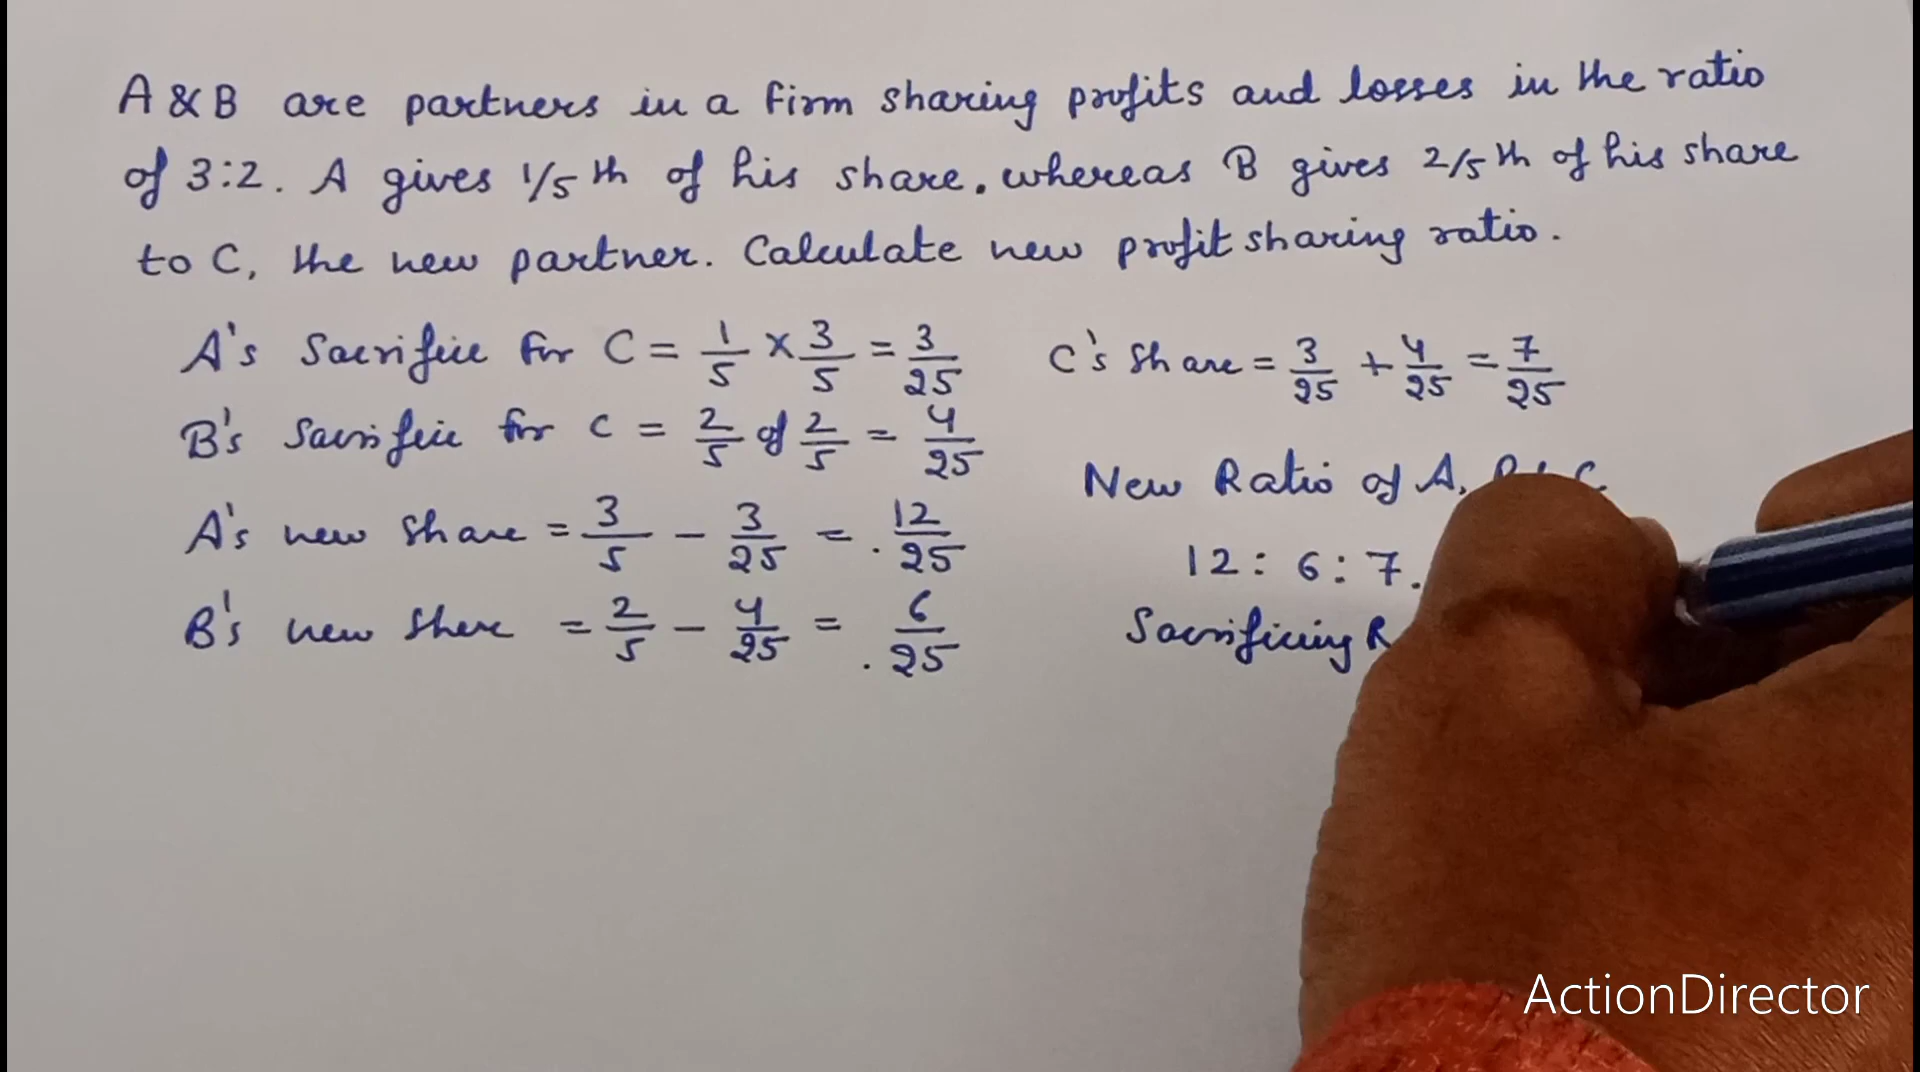 A & B are partners in a firm sharing profits and losses in the ratio
of 3:2. A gives 1/5th of his share. whereas B gives 2/5th of his share
to C, the new partner. Calculate new profit sharing ratio.
A's Sacrifice for C = 1/5 × 3/5 = 3/25
B's Sacrifice for C = 2/5 of 2/5 = 4/25
A's new share = 3/5 - 3/25 = 12/25
B's new share = 2/5 - 4/25 = 6/25
C's Share = 3/25 + 4/25 = 7/25
New Ratio of A,
12 : 6 : 7.
Sacrificing R
ActionDirector